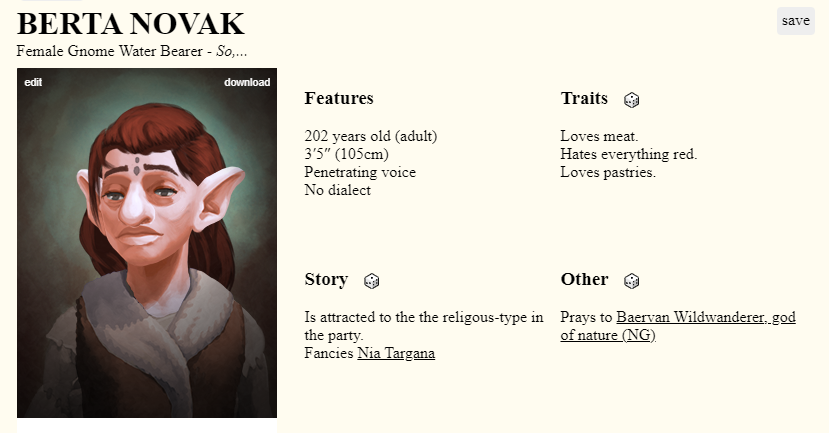 BERTA NOVAK
save
Female Gnome Water Bearer - So,...
edit
download
Features
202 years old (adult)
3′5″ (105cm)
Penetrating voice
No dialect
Traits
Loves meat.
Hates everything red.
Loves pastries.
Story
Is attracted to the the religous-type in
the party.
Fancies Nia Targana
Other
Prays to Baervan Wildwanderer, god
of nature (NG)